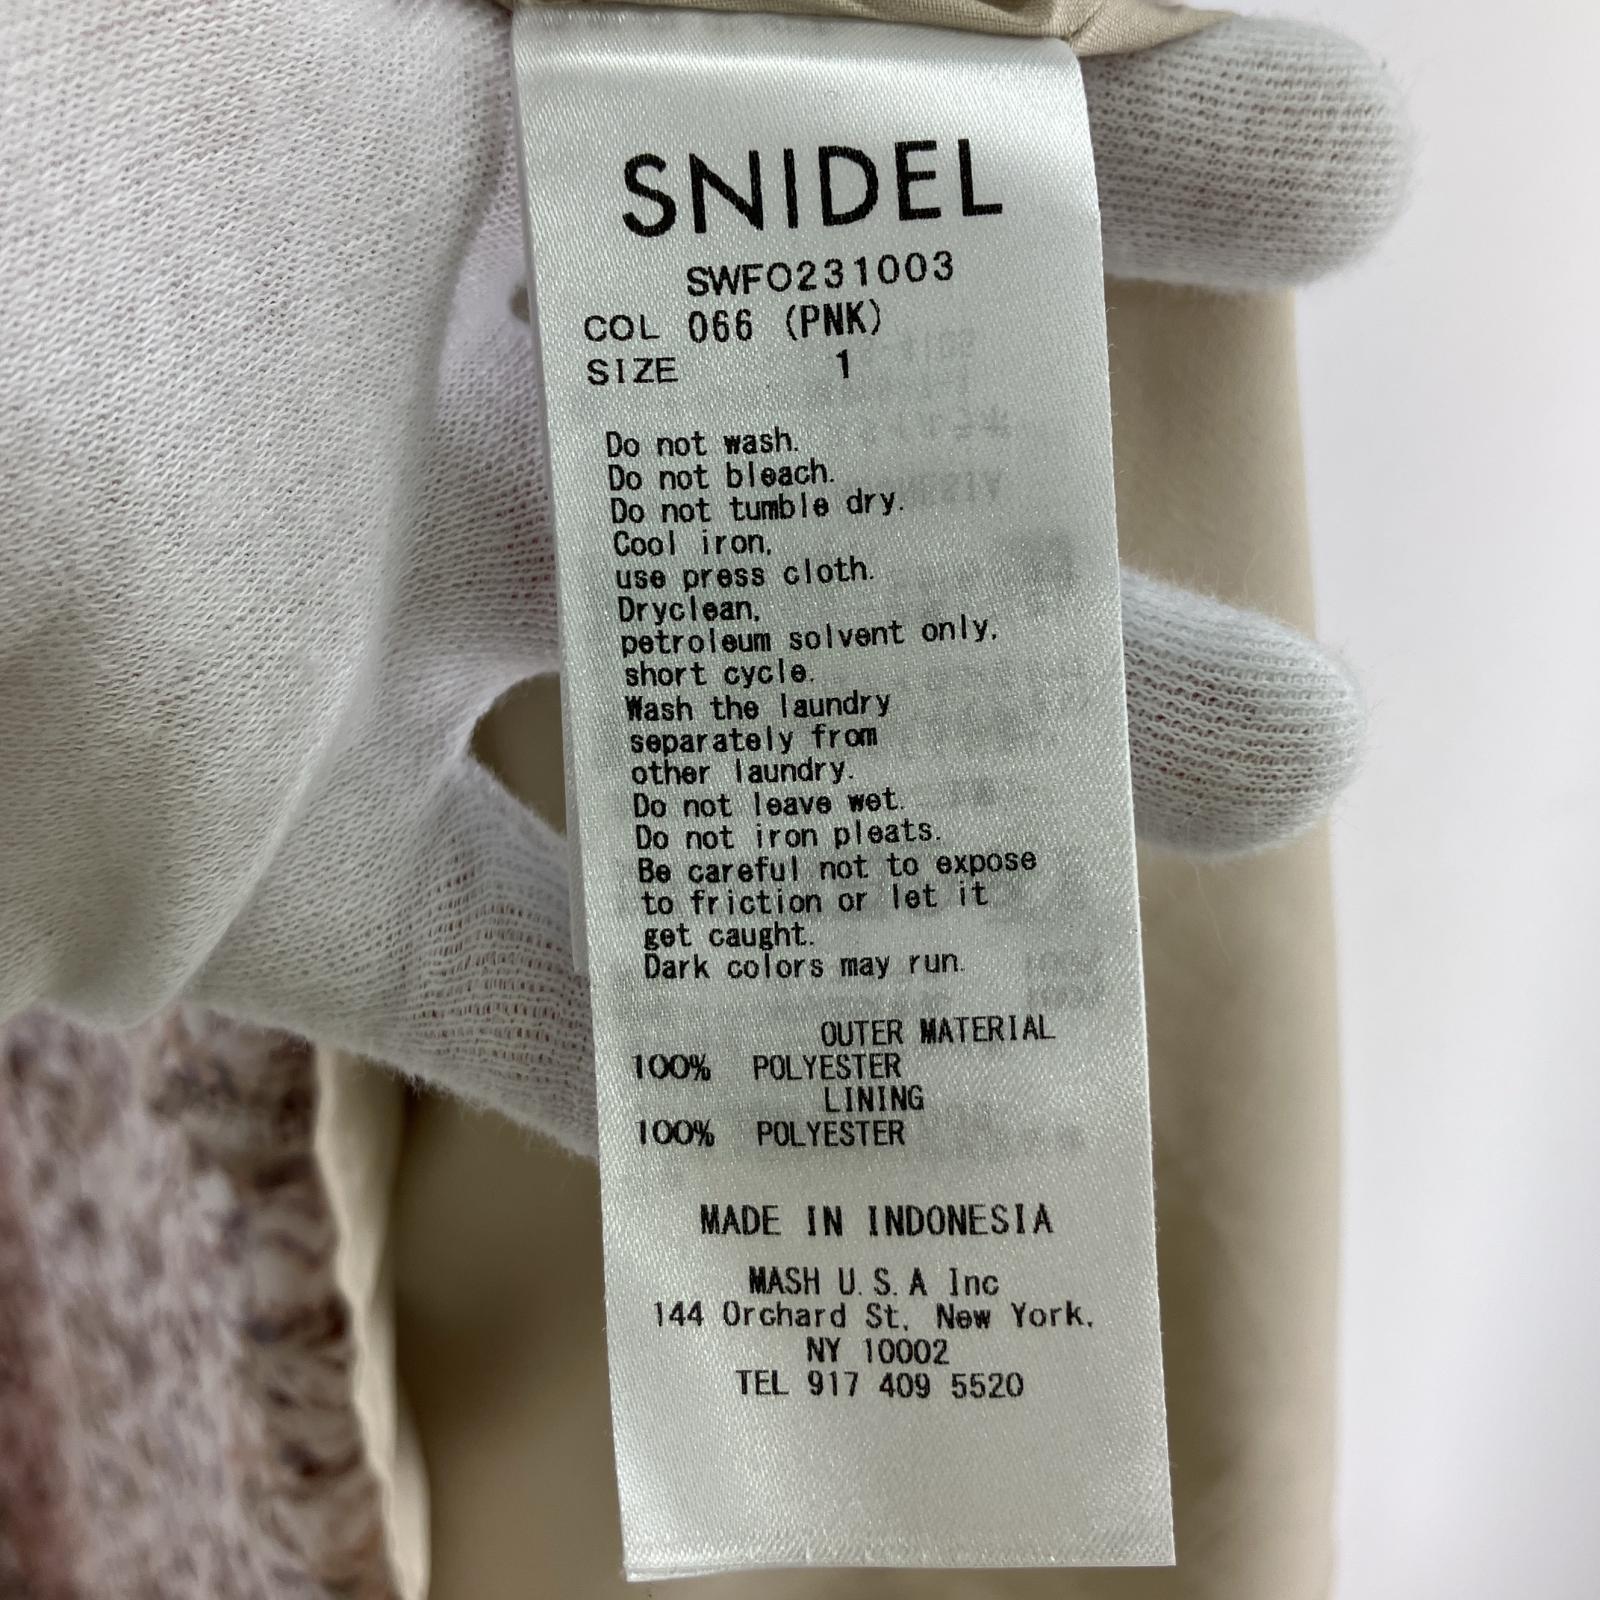 SNIDEL
SWFO231003
COL 066 (PNK)
SIZE 1
Do not wash.
Do not bleach.
Do not tumble dry.
Cool iron,
use press cloth.
Dryclean,
petroleum solvent only,
short cycle.
Wash the laundry
separately from
other laundry.
Do not leave wet.
Do not iron pleats.
Be careful not to expose
to friction or let it
get caught.
Dark colors may run.
OUTER MATERIAL
100% POLYESTER
LINING
100% POLYESTER
MADE IN INDONESIA
MASH U.S.A Inc
144 Orchard St, New York,
NY 10002
TEL 917 409 5520